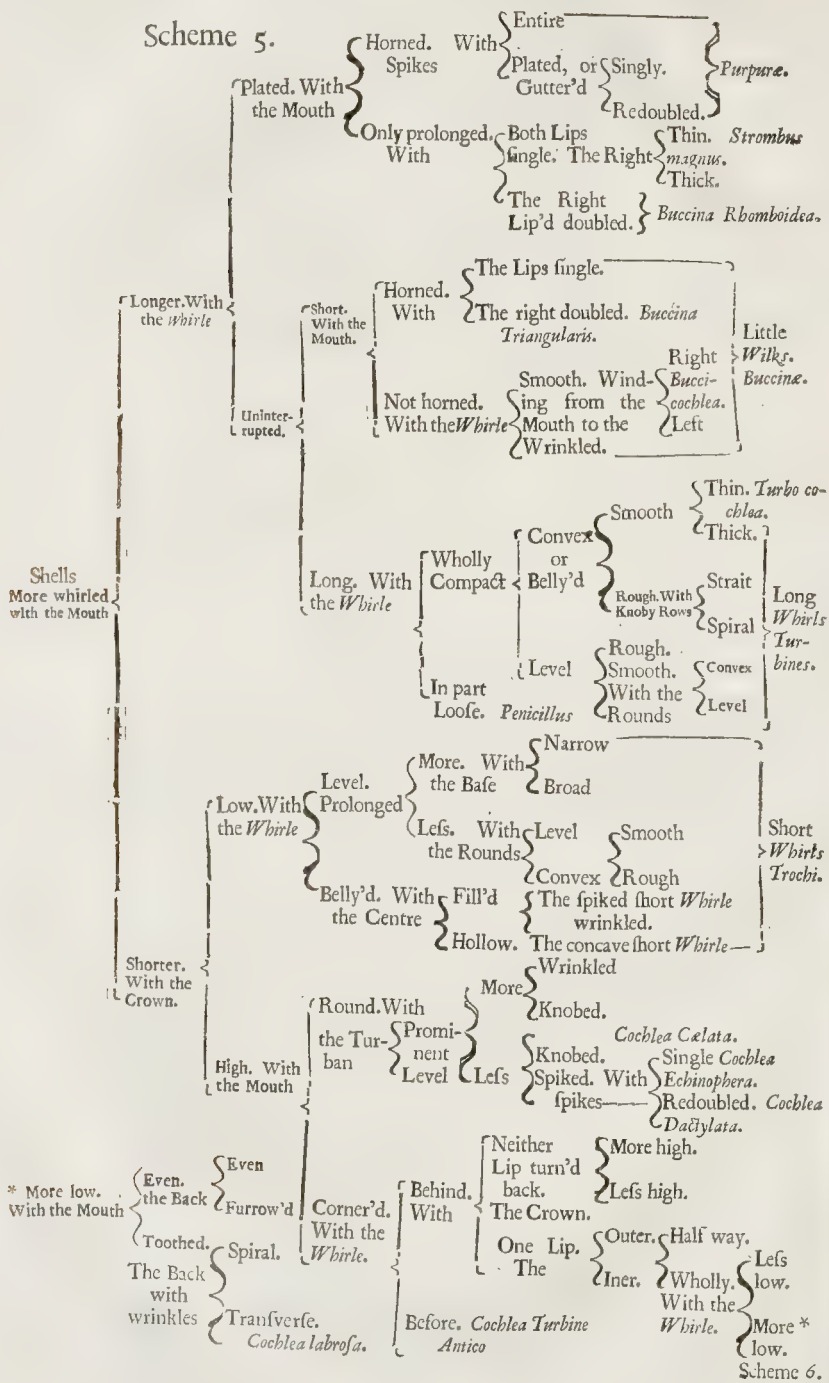 Scheme 5.
Shells
More whirled
with the Mouth
Longer. With
the Whirle
Plated. With
the Mouth
Horned. With
Spikes
Entire
Plated, or
Gutter'd
Singly.
Redoubled.
Purpuræ.
Only prolonged.
With
Both Lips
ſingle. The Right
Thin. Strombus
magnus.
Thick.
The Right
Lip'd doubled.
Buccina Rhomboidea.
Uninter-
rupted.
Short.
With the
Mouth.
Horned.
With
The Lips ſingle.
The right doubled. Buccina
Triangularis.
Not horned.
With the Whirle
Smooth. Wind-
ing from the
Mouth to the
Wrinkled.
Right
Bucci-
cochlea.
Left
Little
Wilks.
Buccinæ.
Long. With
the Whirle
Wholly
Compact
Convex
or
Belly'd
Smooth
Thin. Turbo co-
chlea.
Thick.
Rough. With
Knoby Rows
Strait
Spiral
Level
Rough.
Smooth.
With the
Rounds
Convex
Level
In part
Looſe. Penicillus
Long
Whirls
Tur-
bines.
Shorter.
With the
Crown.
Low. With
the Whirle
Level.
Prolonged
More. With
the Baſe
Narrow
Broad
Leſs. With
the Rounds
Level
Convex
Smooth
Rough
Belly'd. With
the Centre
Fill'd
The ſpiked ſhort Whirle
wrinkled.
Hollow. The concave ſhort Whirle
Short
Whirls
Trochi.
High. With
the Mouth
Round. With
the Tur-
ban
Promi-
nent
Level
More
Wrinkled
Knobed.
Leſs
Cochlea Cælata.
Knobed.
Spiked. With
ſpikes
Single Cochlea
Echinophera.
Redoubled. Cochlea
Dactylata.
Corner'd.
With the
Whirle.
Behind.
With
Neither
Lip turn'd
back.
The Crown.
More high.
Leſs high.
One Lip.
The
Outer.
Iner.
Half way.
Wholly.
With the
Whirle.
Leſs
low.
More *
low.
Before. Cochlea Turbine
Antico
* More low.
With the Mouth
Even.
the Back
Even
Furrow'd
Toothed.
The Back
with
wrinkles
Spiral.
Tranſverſe.
Cochlea labroſa.
Scheme 6.